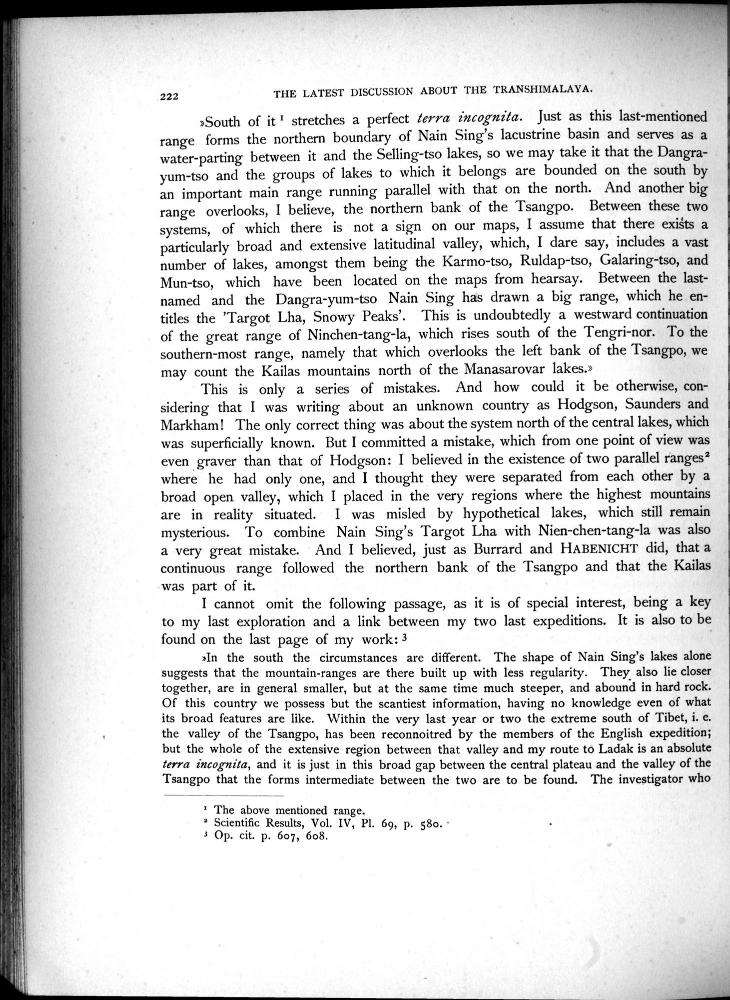 222 THE LATEST DISCUSSION ABOUT THE TRANSHIMALAYA.
»South of it ¹ stretches a perfect terra incognita. Just as this last-mentioned
range forms the northern boundary of Nain Sing's lacustrine basin and serves as a
water-parting between it and the Selling-tso lakes, so we may take it that the Dangra-
yum-tso and the groups of lakes to which it belongs are bounded on the south by
an important main range running parallel with that on the north. And another big
range overlooks, I believe, the northern bank of the Tsangpo. Between these two
systems, of which there is not a sign on our maps, I assume that there exists a
particularly broad and extensive latitudinal valley, which, I dare say, includes a vast
number of lakes, amongst them being the Karmo-tso, Ruldap-tso, Galaring-tso, and
Mun-tso, which have been located on the maps from hearsay. Between the last-
named and the Dangra-yum-tso Nain Sing has drawn a big range, which he en-
titles the 'Targot Lha, Snowy Peaks'. This is undoubtedly a westward continuation
of the great range of Ninchen-tang-la, which rises south of the Tengri-nor. To the
southern-most range, namely that which overlooks the left bank of the Tsangpo, we
may count the Kailas mountains north of the Manasarovar lakes.»
This is only a series of mistakes. And how could it be otherwise, con-
sidering that I was writing about an unknown country as Hodgson, Saunders and
Markham! The only correct thing was about the system north of the central lakes, which
was superficially known. But I committed a mistake, which from one point of view was
even graver than that of Hodgson: I believed in the existence of two parallel ranges²
where he had only one, and I thought they were separated from each other by a
broad open valley, which I placed in the very regions where the highest mountains
are in reality situated. I was misled by hypothetical lakes, which still remain
mysterious. To combine Nain Sing's Targot Lha with Nien-chen-tang-la was also
a very great mistake. And I believed, just as Burrard and HABENICHT did, that a
continuous range followed the northern bank of the Tsangpo and that the Kailas
was part of it.
I cannot omit the following passage, as it is of special interest, being a key
to my last exploration and a link between my two last expeditions. It is also to be
found on the last page of my work: ³
»In the south the circumstances are different. The shape of Nain Sing's lakes alone
suggests that the mountain-ranges are there built up with less regularity. They also lie closer
together, are in general smaller, but at the same time much steeper, and abound in hard rock.
Of this country we possess but the scantiest information, having no knowledge even of what
its broad features are like. Within the very last year or two the extreme south of Tibet, i. e.
the valley of the Tsangpo, has been reconnoitred by the members of the English expedition;
but the whole of the extensive region between that valley and my route to Ladak is an absolute
terra incognita, and it is just in this broad gap between the central plateau and the valley of the
Tsangpo that the forms intermediate between the two are to be found. The investigator who
¹ The above mentioned range.
² Scientific Results, Vol. IV, Pl. 69, p. 580.
³ Op. cit. p. 607, 608.